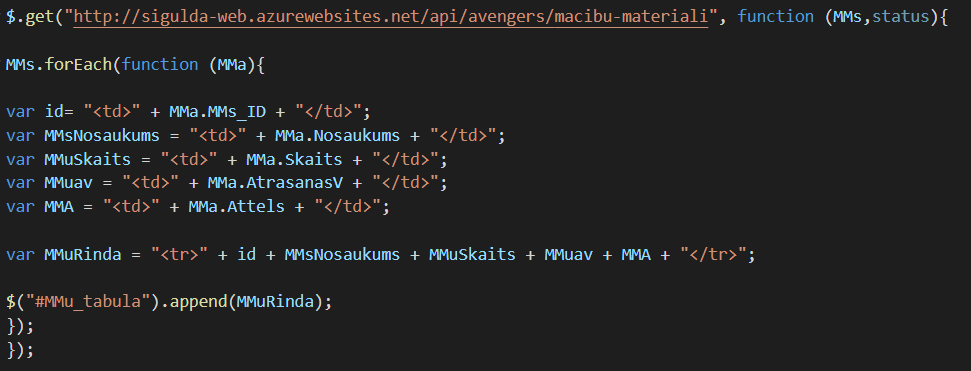 $.get("http://sigulda-web.azurewebsites.net/api/avengers/macibu-materiali", function (MMs,status){
MMs.forEach(function (MMa){
var id= "<td>" + MMa.MMs_ID + "</td>";
var MMsNosaukums = "<td>" + MMa.Nosaukums + "</td>";
var MMuSkaits = "<td>" + MMa.Skaits + "</td>";
var MMuav = "<td>" + MMa.AtrasanasV + "</td>";
var MMA = "<td>" + MMa.Attels + "</td>";
var MMuRinda = "<tr>" + id + MMsNosaukums + MMuSkaits + MMuav + MMA + "</tr>";
$("#MMu_tabula").append(MMuRinda);
});
});